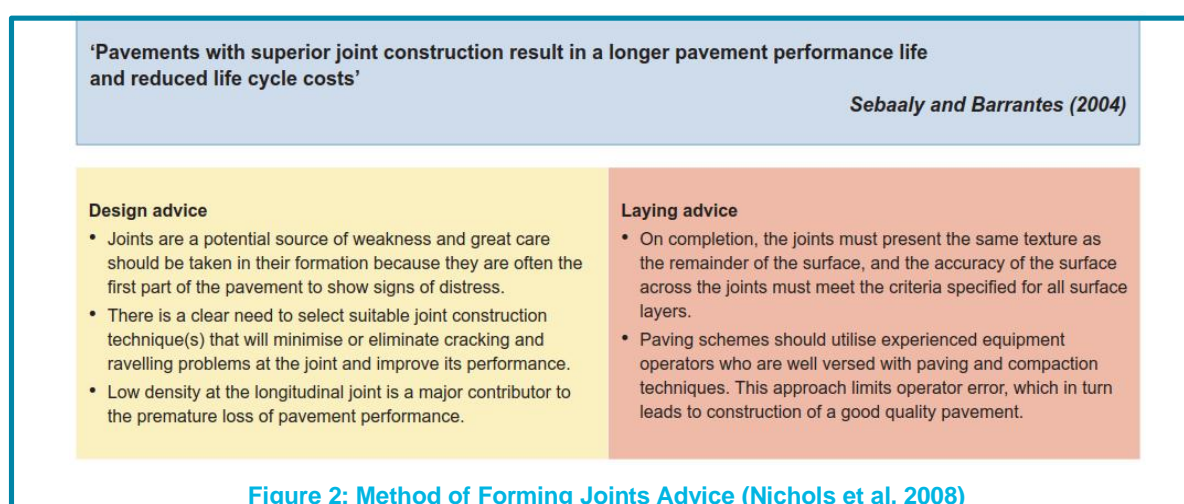 ‘Pavements with superior joint construction result in a longer pavement performance life
and reduced life cycle costs’
Sebaaly and Barrantes (2004)
Design advice
• Joints are a potential source of weakness and great care
should be taken in their formation because they are often the
first part of the pavement to show signs of distress.
• There is a clear need to select suitable joint construction
technique(s) that will minimise or eliminate cracking and
ravelling problems at the joint and improve its performance.
• Low density at the longitudinal joint is a major contributor to
the premature loss of pavement performance.
Laying advice
• On completion, the joints must present the same texture as
the remainder of the surface, and the accuracy of the surface
across the joints must meet the criteria specified for all surface
layers.
• Paving schemes should utilise experienced equipment
operators who are well versed with paving and compaction
techniques. This approach limits operator error, which in turn
leads to construction of a good quality pavement.
Figure 2: Method of Forming Joints Advice (Nichols et al, 2008)